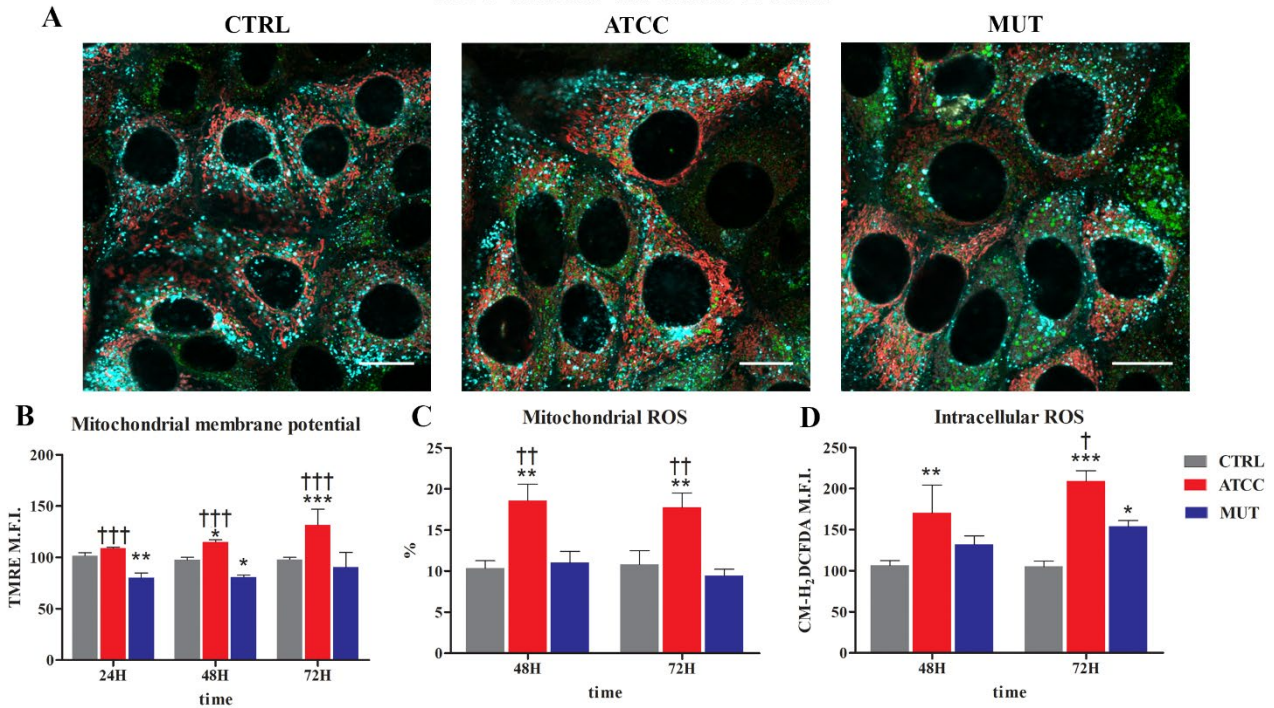 A
CTRL
ATCC
MUT
B
Mitochondrial membrane potential
TMRE M.F.I.
200
150
100
50
0
†††
**
†††
*
*
†††
***
24H
48H
72H
time
C
Mitochondrial ROS
%
25
20
15
10
5
0
††
**
††
**
48H
72H
time
D
Intracellular ROS
CM-H₂DCFDA M.F.I.
250
200
150
100
50
0
**
†
***
*
48H
72H
time
CTRL
ATCC
MUT